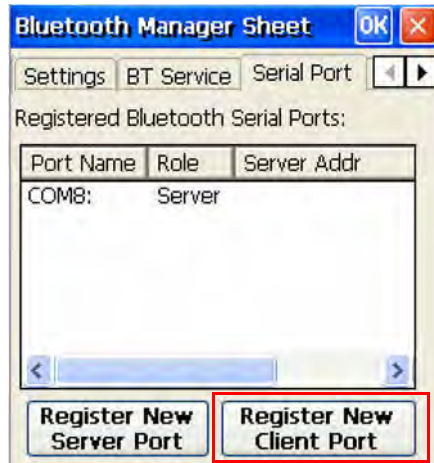 Bluetooth Manager Sheet OK
Settings BT Service Serial Port
Registered Bluetooth Serial Ports:
Port Name Role Server Addr
COM8: Server
Register New Server Port
Register New Client Port